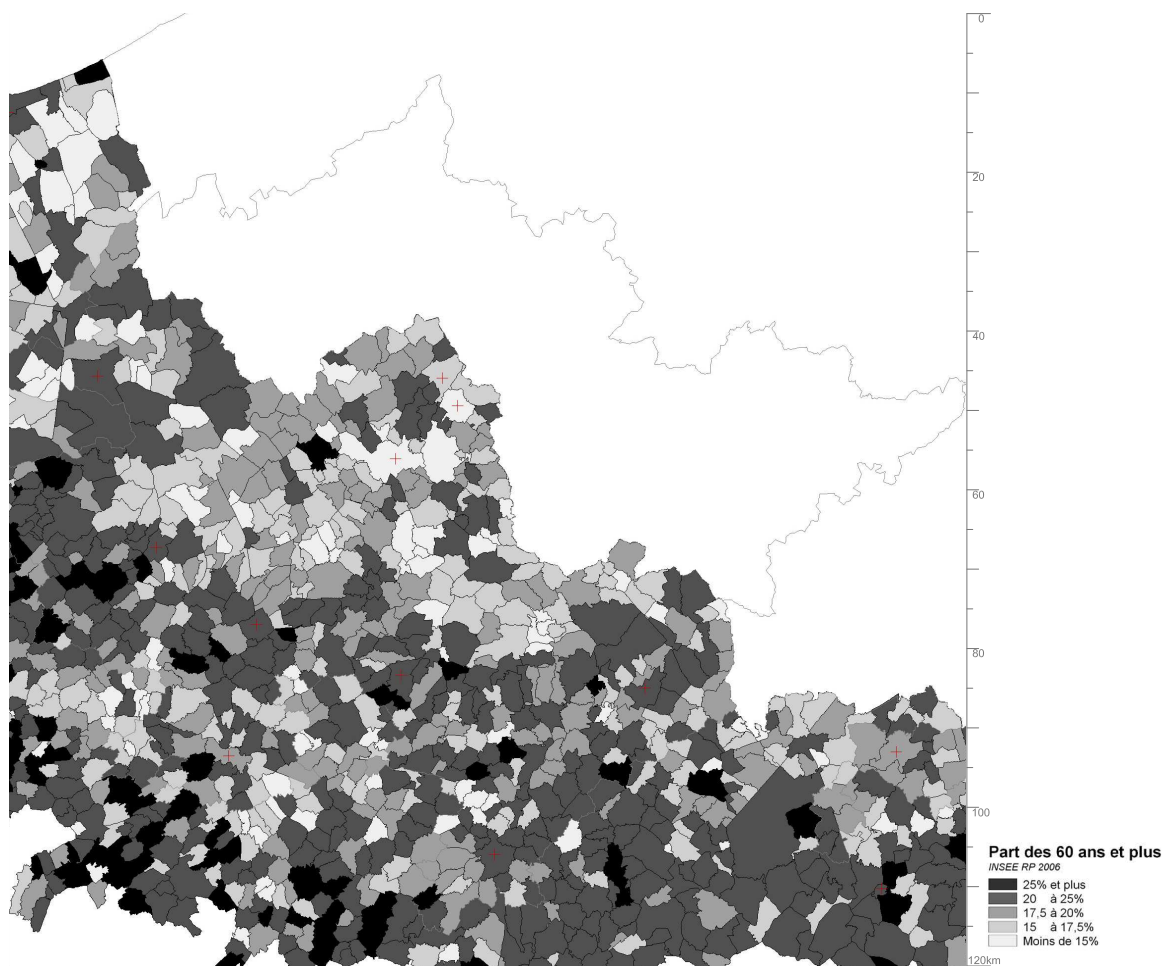 0
20
40
60
80
100
120km
Part des 60 ans et plus
INSEE RP 2006
25% et plus
20 à 25%
17,5 à 20%
15 à 17,5%
Moins de 15%